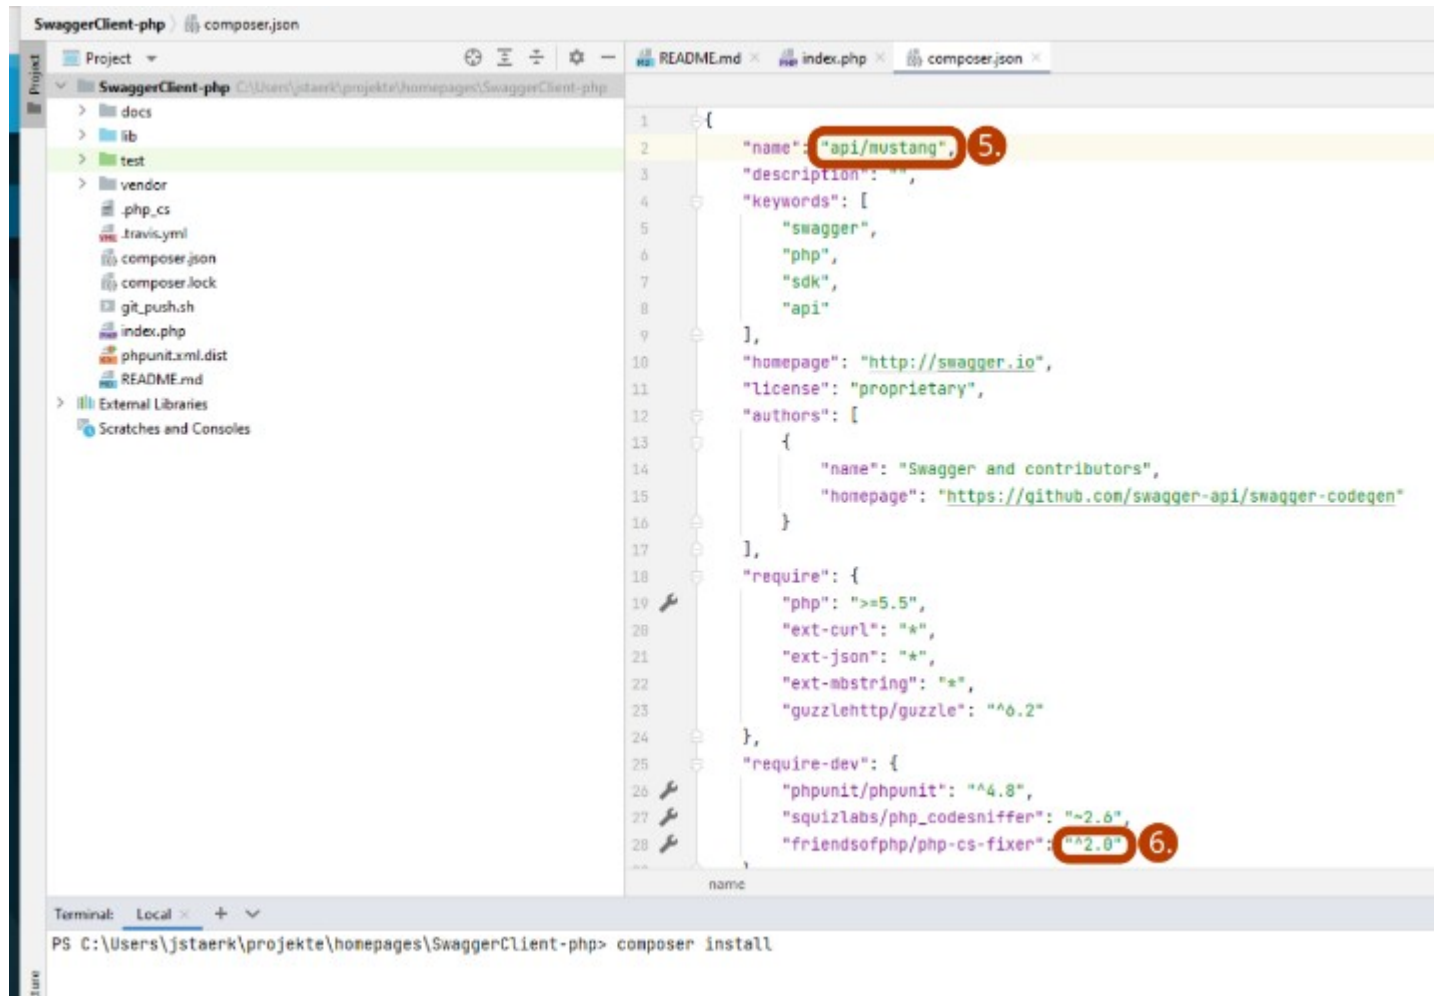 SwaggerClient-php composer.json
Project
Project
README.md
index.php
composer.json
SwaggerClient-php C:\Users\jstaerk\projekte\homepages\SwaggerClient-php
docs
lib
test
vendor
.php_cs
.travis.yml
composer.json
composer.lock
git_push.sh
index.php
phpunit.xml.dist
README.md
External Libraries
Scratches and Consoles
1 {
2 "name": "api/mustang", 5.
3 "description": "",
4 "keywords": [
5 "swagger",
6 "php",
7 "sdk",
8 "api"
9 ],
10 "homepage": "http://swagger.io",
11 "license": "proprietary",
12 "authors": [
13 {
14 "name": "Swagger and contributors",
15 "homepage": "https://github.com/swagger-api/swagger-codegen"
16 }
17 ],
18 "require": {
19 "php": ">=5.5",
20 "ext-curl": "*",
21 "ext-json": "*",
22 "ext-mbstring": "*",
23 "guzzlehttp/guzzle": "^6.2"
24 },
25 "require-dev": {
26 "phpunit/phpunit": "^4.8",
27 "squizlabs/php_codesniffer": "~2.6",
28 "friendsofphp/php-cs-fixer": "^2.0" 6.
name
Terminal: Local
PS C:\Users\jstaerk\projekte\homepages\SwaggerClient-php> composer install